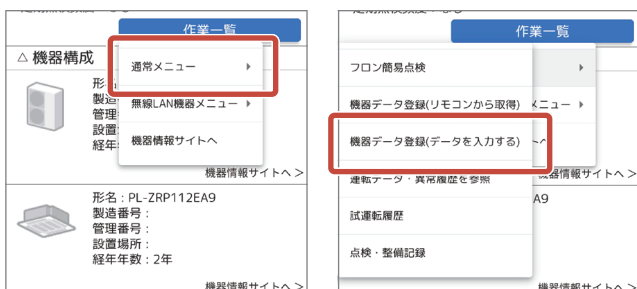 作業一覧
△ 機器構成
通常メニュー
無線LAN機器メニュー
機器情報サイトへ
形
製造
管理
設置
経年
機器情報サイトへ >
形名 : PL-ZRP112EA9
製造番号 :
管理番号 :
設置場所 :
経年年数 : 2年
機器情報サイトへ >
作業一覧
フロン簡易点検
機器データ登録(リモコンから取得)
メニュー
機器データ登録(データを入力する)
運転データ・異常履歴を参照
機器情報サイトへ >
試運転履歴
点検・整備記録
A9
機器情報サイトへ >